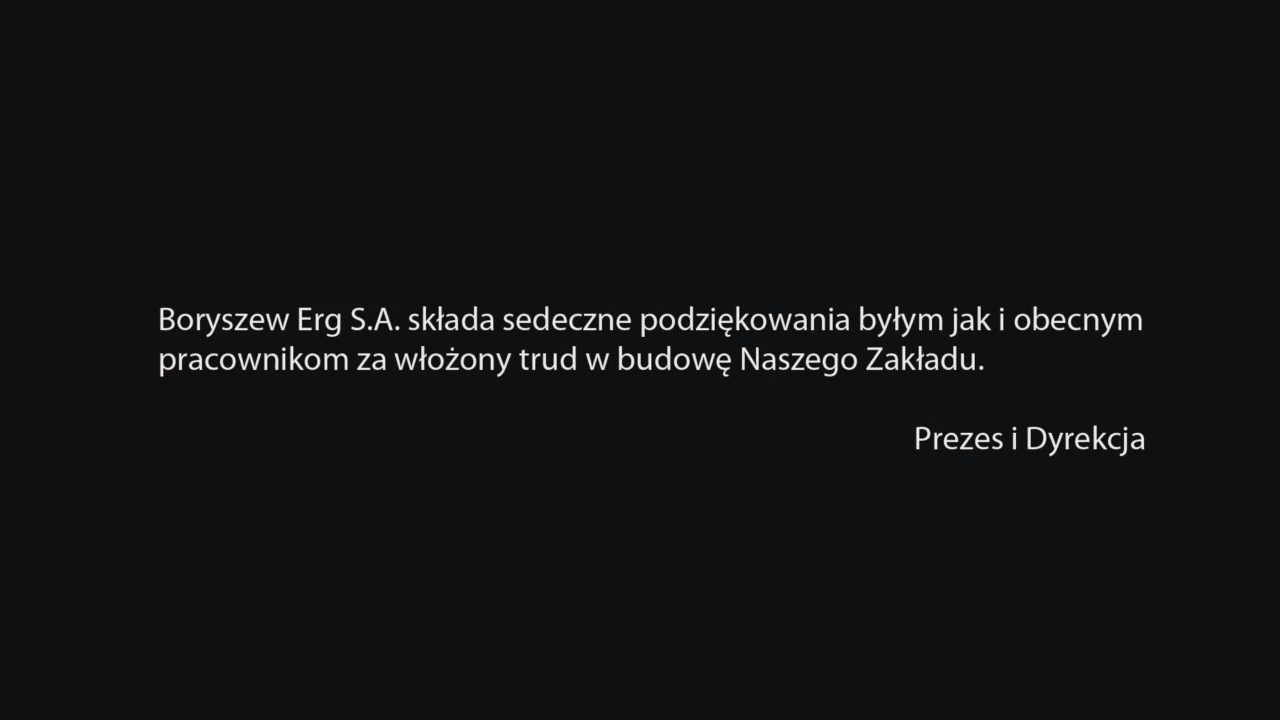 Boryszew Erg S.A. składa sedeczne podziękowania byłym jak i obecnym
pracownikom za włożony trud w budowę Naszego Zakładu.
Prezes i Dyrekcja